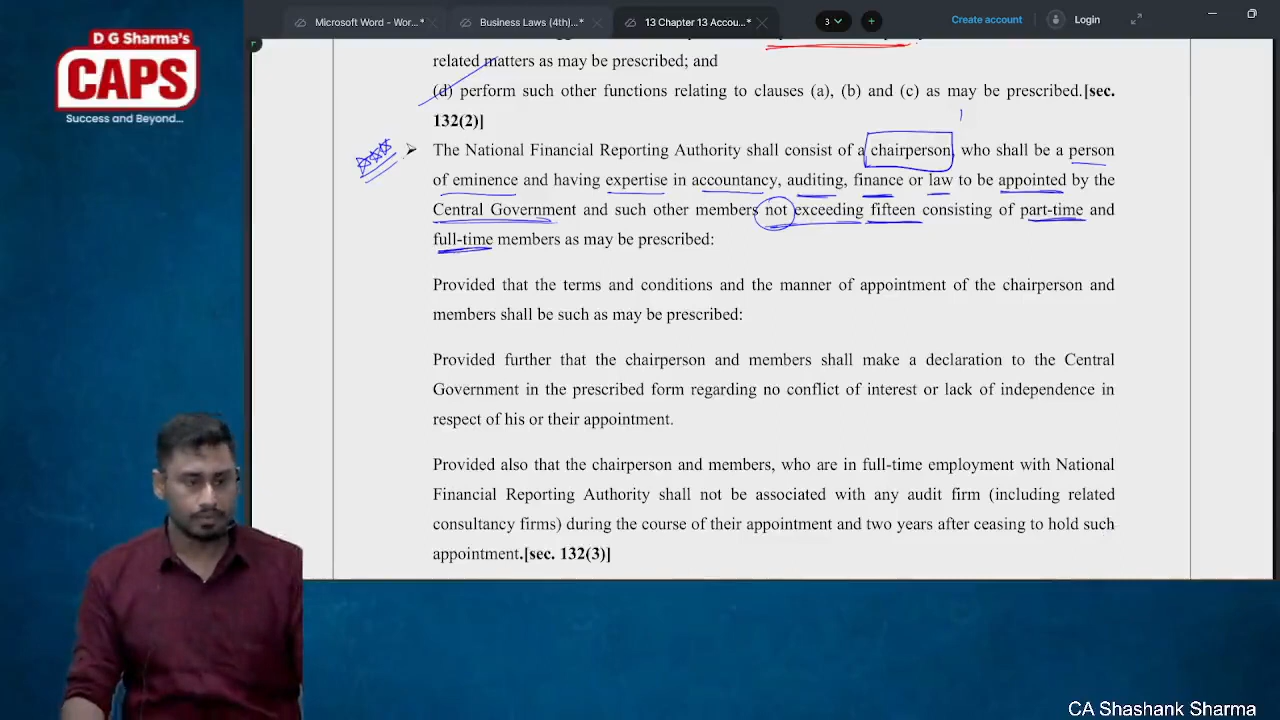 D G Sharma's
CAPS
Success and Beyond...
Microsoft Word - Wor...*
Business Laws (4th]...*
13 Chapter 13 Accou...*
3
Create account
Login
related matters as may be prescribed; and
(d) perform such other functions relating to clauses (a), (b) and (c) as may be prescribed.[sec.
132(2)]
➢ The National Financial Reporting Authority shall consist of a chairperson, who shall be a person
of eminence and having expertise in accountancy, auditing, finance or law to be appointed by the
Central Government and such other members not exceeding fifteen consisting of part-time and
full-time members as may be prescribed:
Provided that the terms and conditions and the manner of appointment of the chairperson and
members shall be such as may be prescribed:
Provided further that the chairperson and members shall make a declaration to the Central
Government in the prescribed form regarding no conflict of interest or lack of independence in
respect of his or their appointment.
Provided also that the chairperson and members, who are in full-time employment with National
Financial Reporting Authority shall not be associated with any audit firm (including related
consultancy firms) during the course of their appointment and two years after ceasing to hold such
appointment.[sec. 132(3)]
CA Shashank Sharma